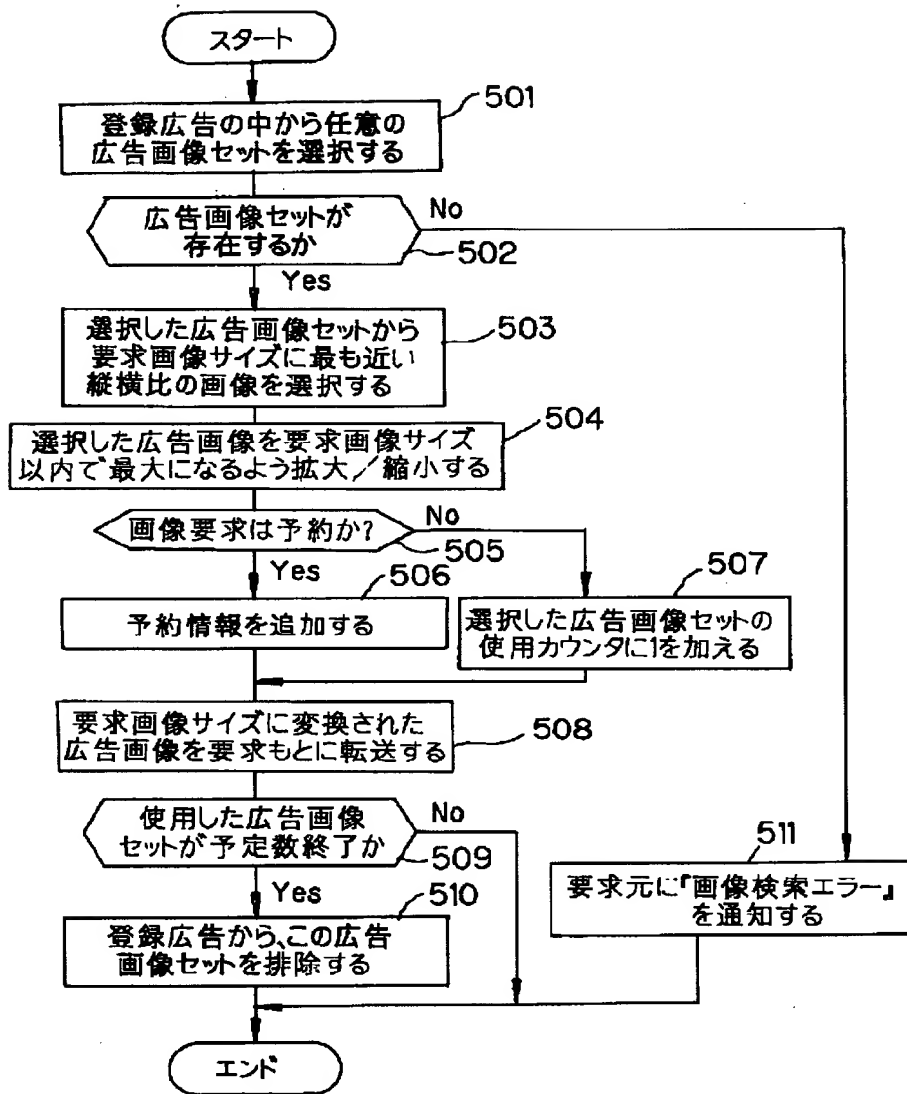 スタート
501
登録広告の中から任意の
広告画像セットを選択する
広告画像セットが
存在するか
No
502
Yes
選択した広告画像セットから
要求画像サイズに最も近い
縦横比の画像を選択する
503
504
選択した広告画像を要求画像サイズ
以内で最大になるよう拡大／縮小する
画像要求は予約か?
No
505
Yes
506
507
予約情報を追加する
選択した広告画像セットの
使用カウンタに1を加える
要求画像サイズに変換された
広告画像を要求もとに転送する
508
使用した広告画像
セットが予定数終了か
No
509
Yes
510
511
登録広告から、この広告
画像セットを排除する
要求元に『画像検索エラー』
を通知する
エンド